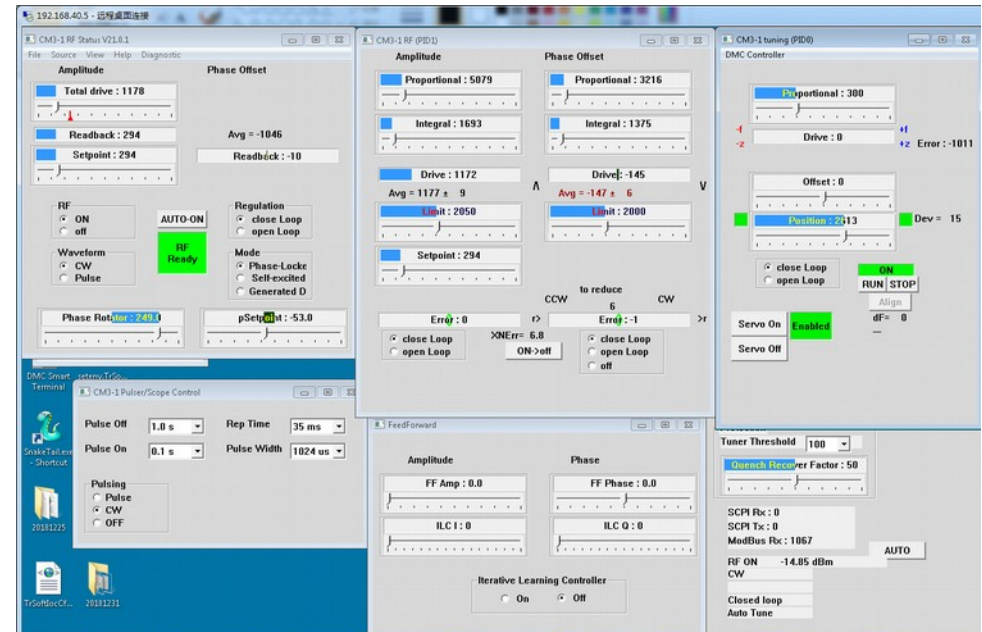 192.168.40.5 - 远程桌面连接
CM3-1 RF Status V21.0.1
File Source View Help Diagnostic
Amplitude
Phase Offset
Total drive : 1178
Readback : 294
Avg = -1046
Setpoint : 294
Readback : -10
RF
ON
off
AUTO-ON
RF
Ready
Regulation
close Loop
open Loop
Waveform
CW
Pulse
Mode
Phase-Locke
Self-excited
Generated D
Phase Rotator : 249.0
pSetpoint : -53.0
CM3-1 RF (PID1)
Amplitude
Phase Offset
Proportional : 5079
Proportional : 3216
Integral : 1693
Integral : 1375
Drive : 1172
Drive : -145
Avg = 1177 ± 9
Λ
Avg = -147 ± 6
V
Limit : 2050
Limit : 2000
Setpoint : 294
to reduce
CCW
6
CW
Error : 0
r>
Error : -1
>r
close Loop
open Loop
XNErr= 6.8
ON->off
close Loop
open Loop
off
CM3-1 tuning (PID0)
DMC Controller
Proportional : 300
-f
-z
Drive : 0
+f
+z
Error : -1011
Offset : 0
Position : 2613
Dev = 15
close Loop
open Loop
ON
RUN
STOP
Align
dF= 0
Servo On
Enabled
Servo Off
DMC Smart
Terminal
SnakeTail.exe
- Shortcut
20181225
TrSoftIocCf...
20181231
CM3-1 Pulser/Scope Control
Pulse Off
1.0 s
Rep Time
35 ms
Pulse On
0.1 s
Pulse Width
1024 us
Pulsing
Pulse
CW
OFF
FeedForward
Amplitude
Phase
FF Amp : 0.0
FF Phase : 0.0
ILC I : 0
ILC Q : 0
Iterative Learning Controller
On
Off
Tuner Threshold
100
Quench Recover Factor : 50
SCPI Rx : 0
SCPI Tx : 0
ModBus Rx : 1067
AUTO
RF ON
-14.85 dBm
CW
Closed loop
Auto Tune